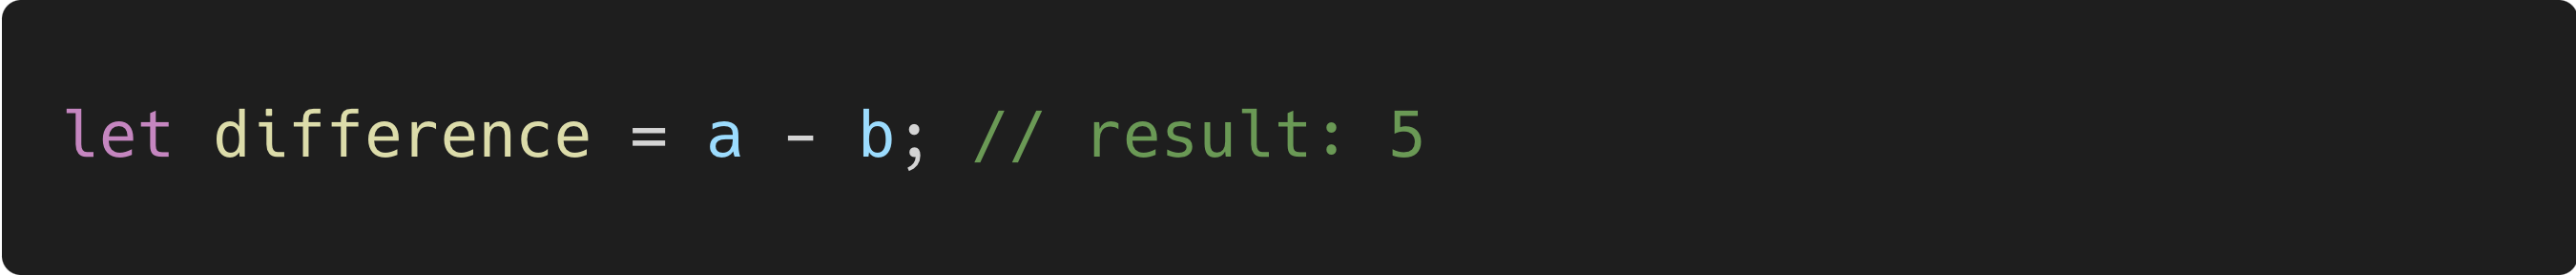 let difference = a - b; // result: 5